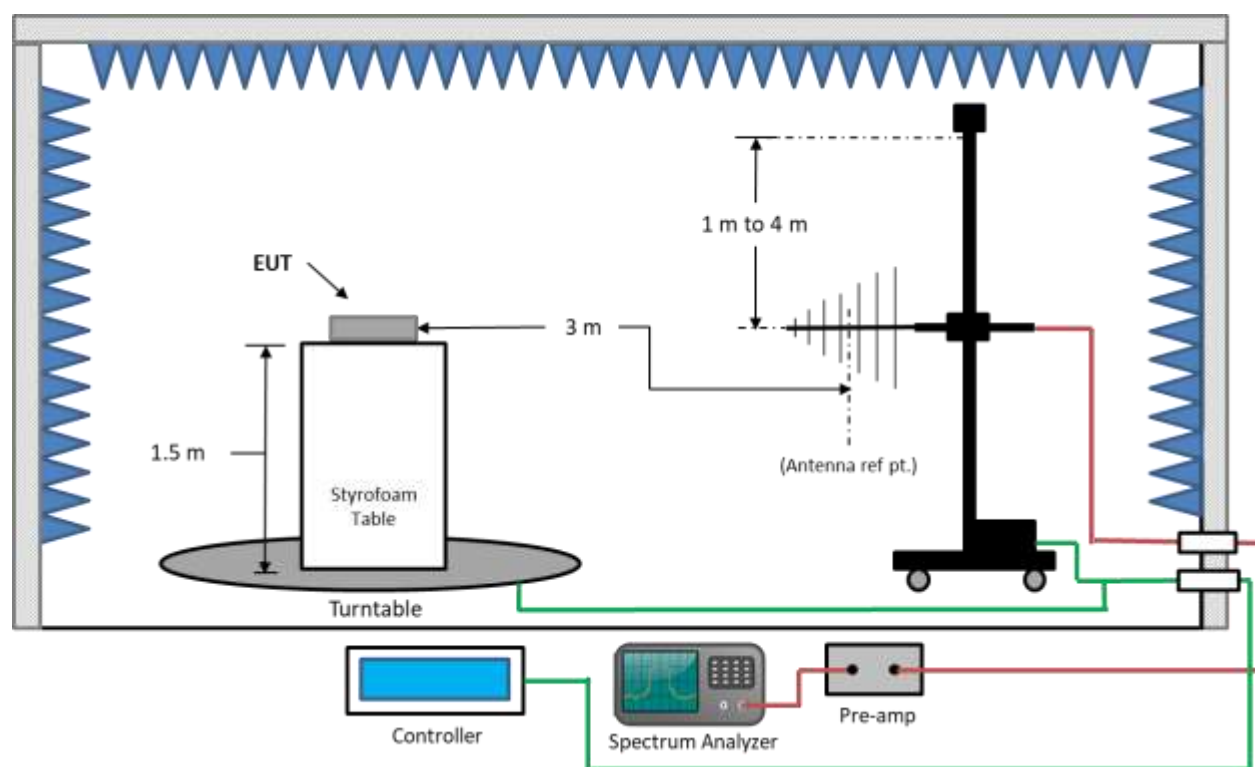 1 m to 4 m
EUT
3 m
1.5 m
(Antenna ref pt.)
Styrofoam
Table
Turntable
Controller
Spectrum Analyzer
Pre-amp